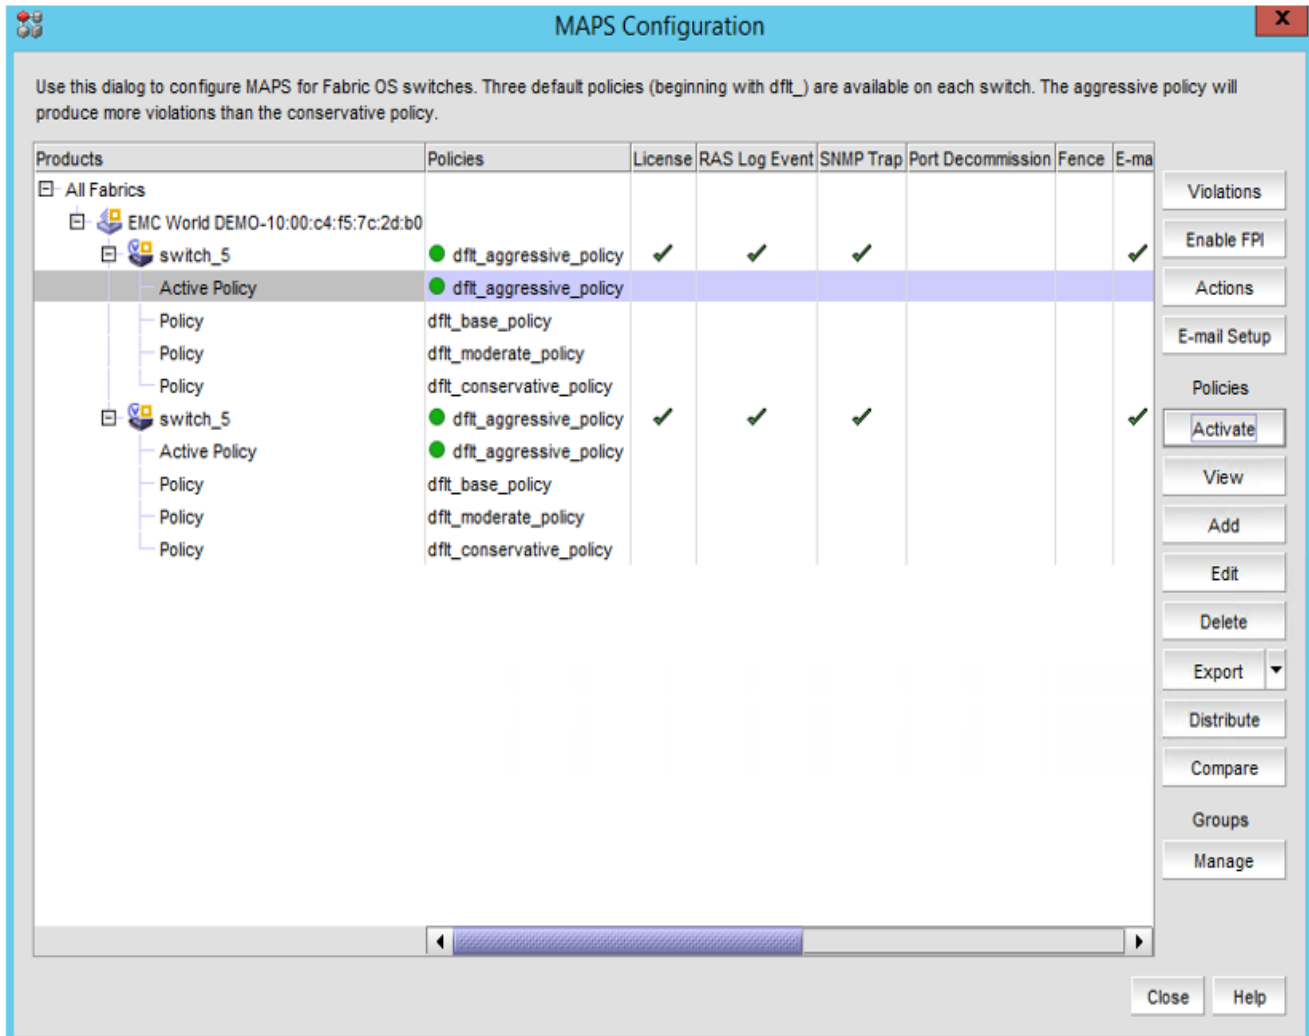 MAPS Configuration
x
Use this dialog to configure MAPS for Fabric OS switches. Three default policies (beginning with dflt_) are available on each switch. The aggressive policy will
produce more violations than the conservative policy.
Products Policies License RAS Log Event SNMP Trap Port Decommission Fence E-ma
All Fabrics
EMC World DEMO-10:00:c4:f5:7c:2d:b0
switch_5 dflt_aggressive_policy
Active Policy dflt_aggressive_policy
Policy dflt_base_policy
Policy dflt_moderate_policy
Policy dflt_conservative_policy
switch_5 dflt_aggressive_policy
Active Policy dflt_aggressive_policy
Policy dflt_base_policy
Policy dflt_moderate_policy
Policy dflt_conservative_policy
Violations
Enable FPI
Actions
E-mail Setup
Policies
Activate
View
Add
Edit
Delete
Export
Distribute
Compare
Groups
Manage
Close Help